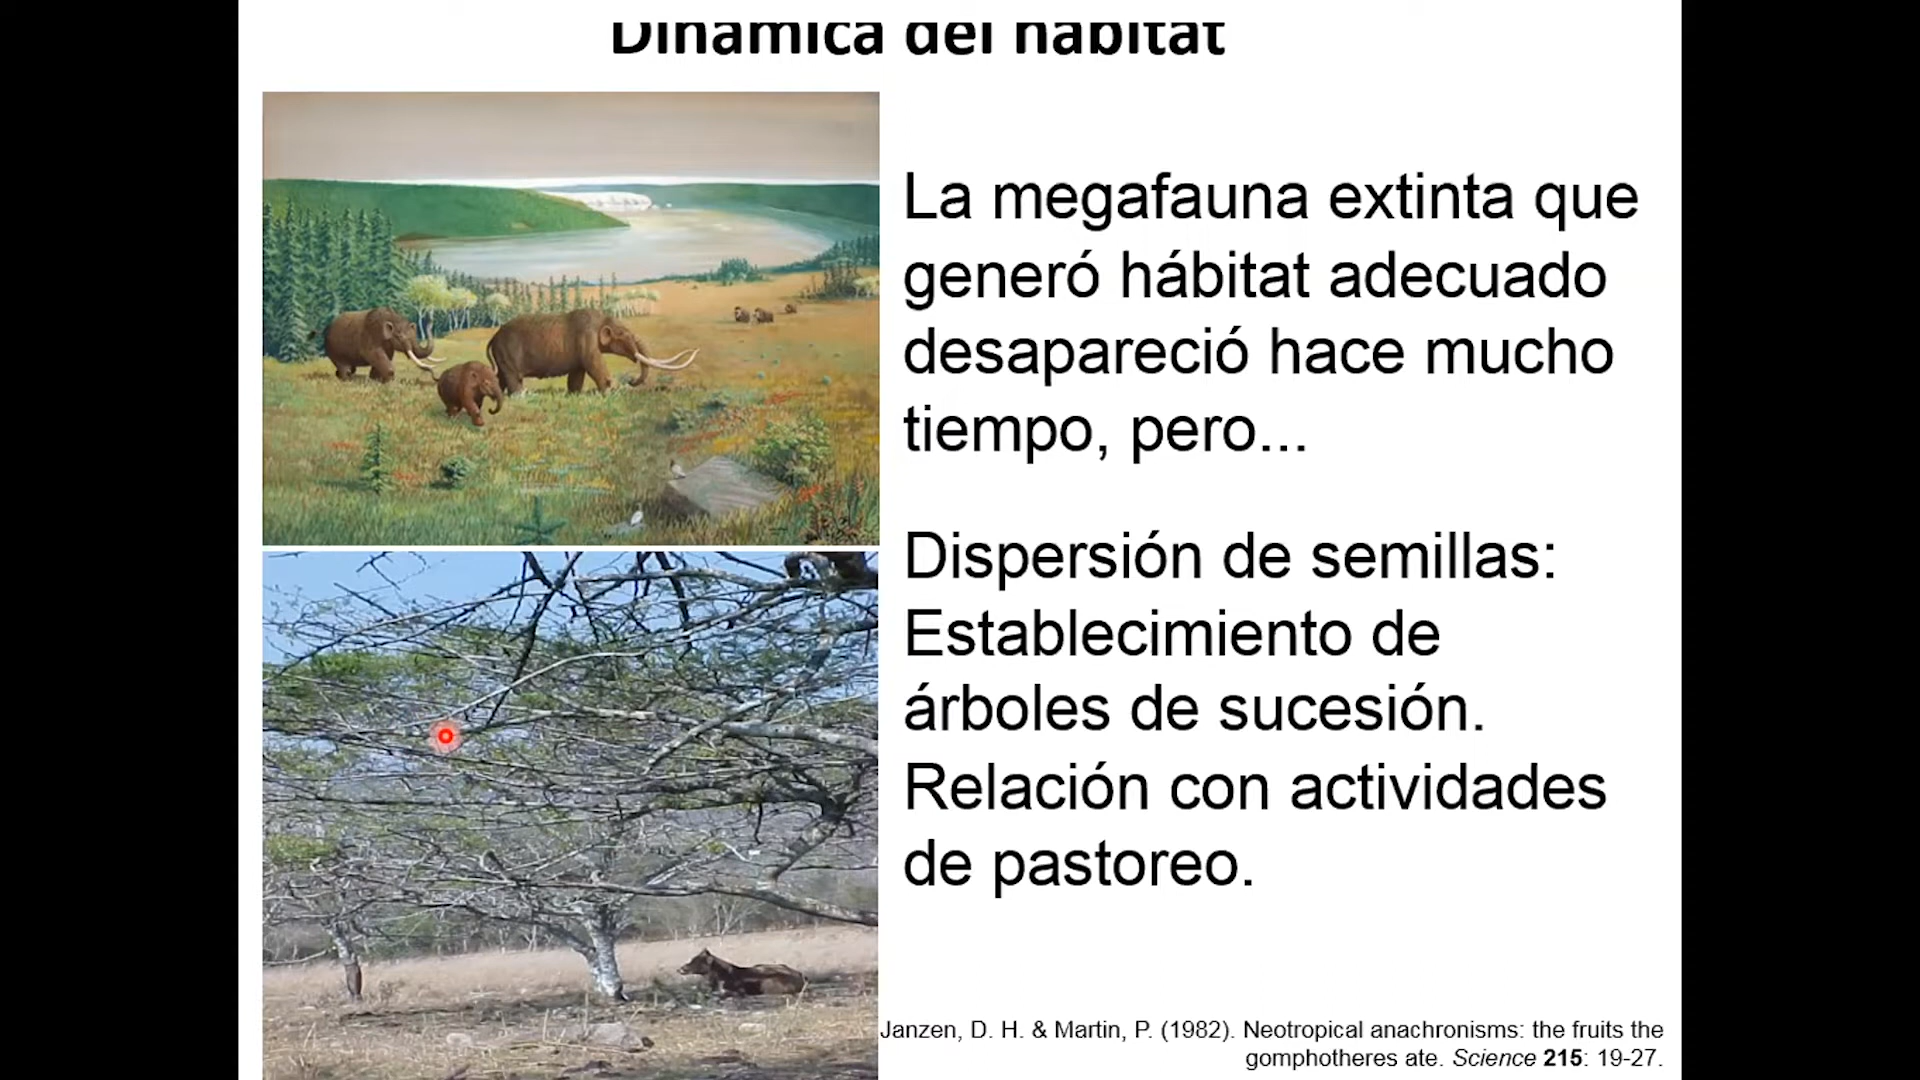 Dinámica del hábitat
La megafauna extinta que
generó hábitat adecuado
desapareció hace mucho
tiempo, pero...
Dispersión de semillas:
Establecimiento de
árboles de sucesión.
Relación con actividades
de pastoreo.
Janzen, D. H. & Martin, P. (1982). Neotropical anachronisms: the fruits the
gomphotheres ate. Science 215: 19-27.